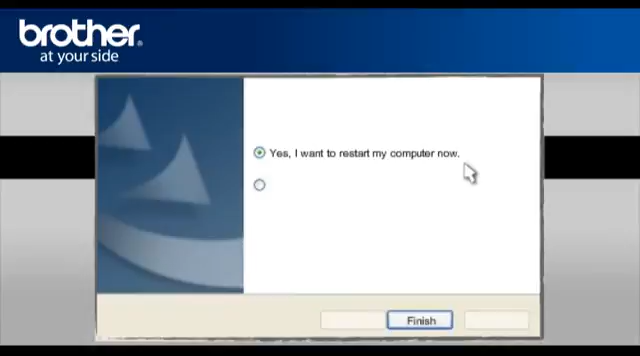 brother
at your side
Yes, I want to restart my computer now.
Finish